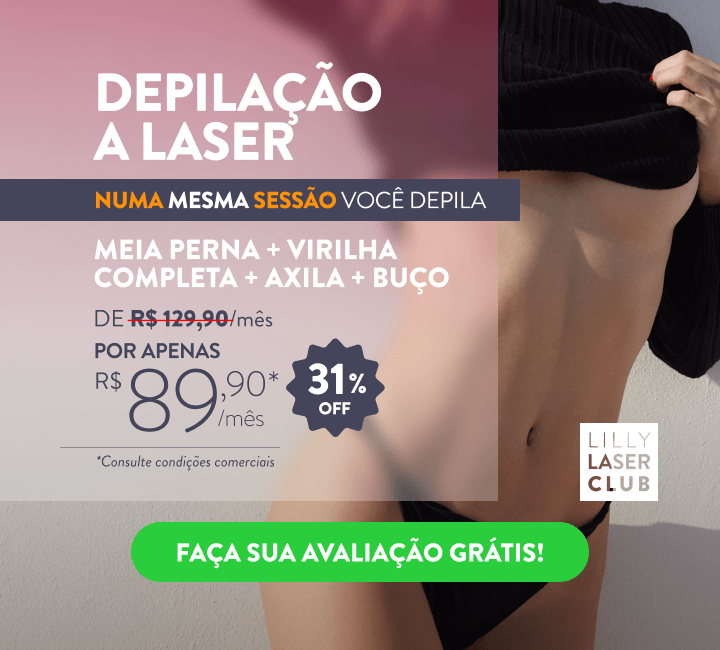 DEPILAÇÃO
A LASER
NUMA MESMA SESSÃO VOCÊ DEPILA
MEIA PERNA + VIRILHA
COMPLETA + AXILA + BUÇO
DE R$ 129,90/mês
POR APENAS
R$ 89,90*
/mês
31%
OFF
*Consulte condições comerciais
LILLY
LASER
CLUB
FAÇA SUA AVALIAÇÃO GRÁTIS!